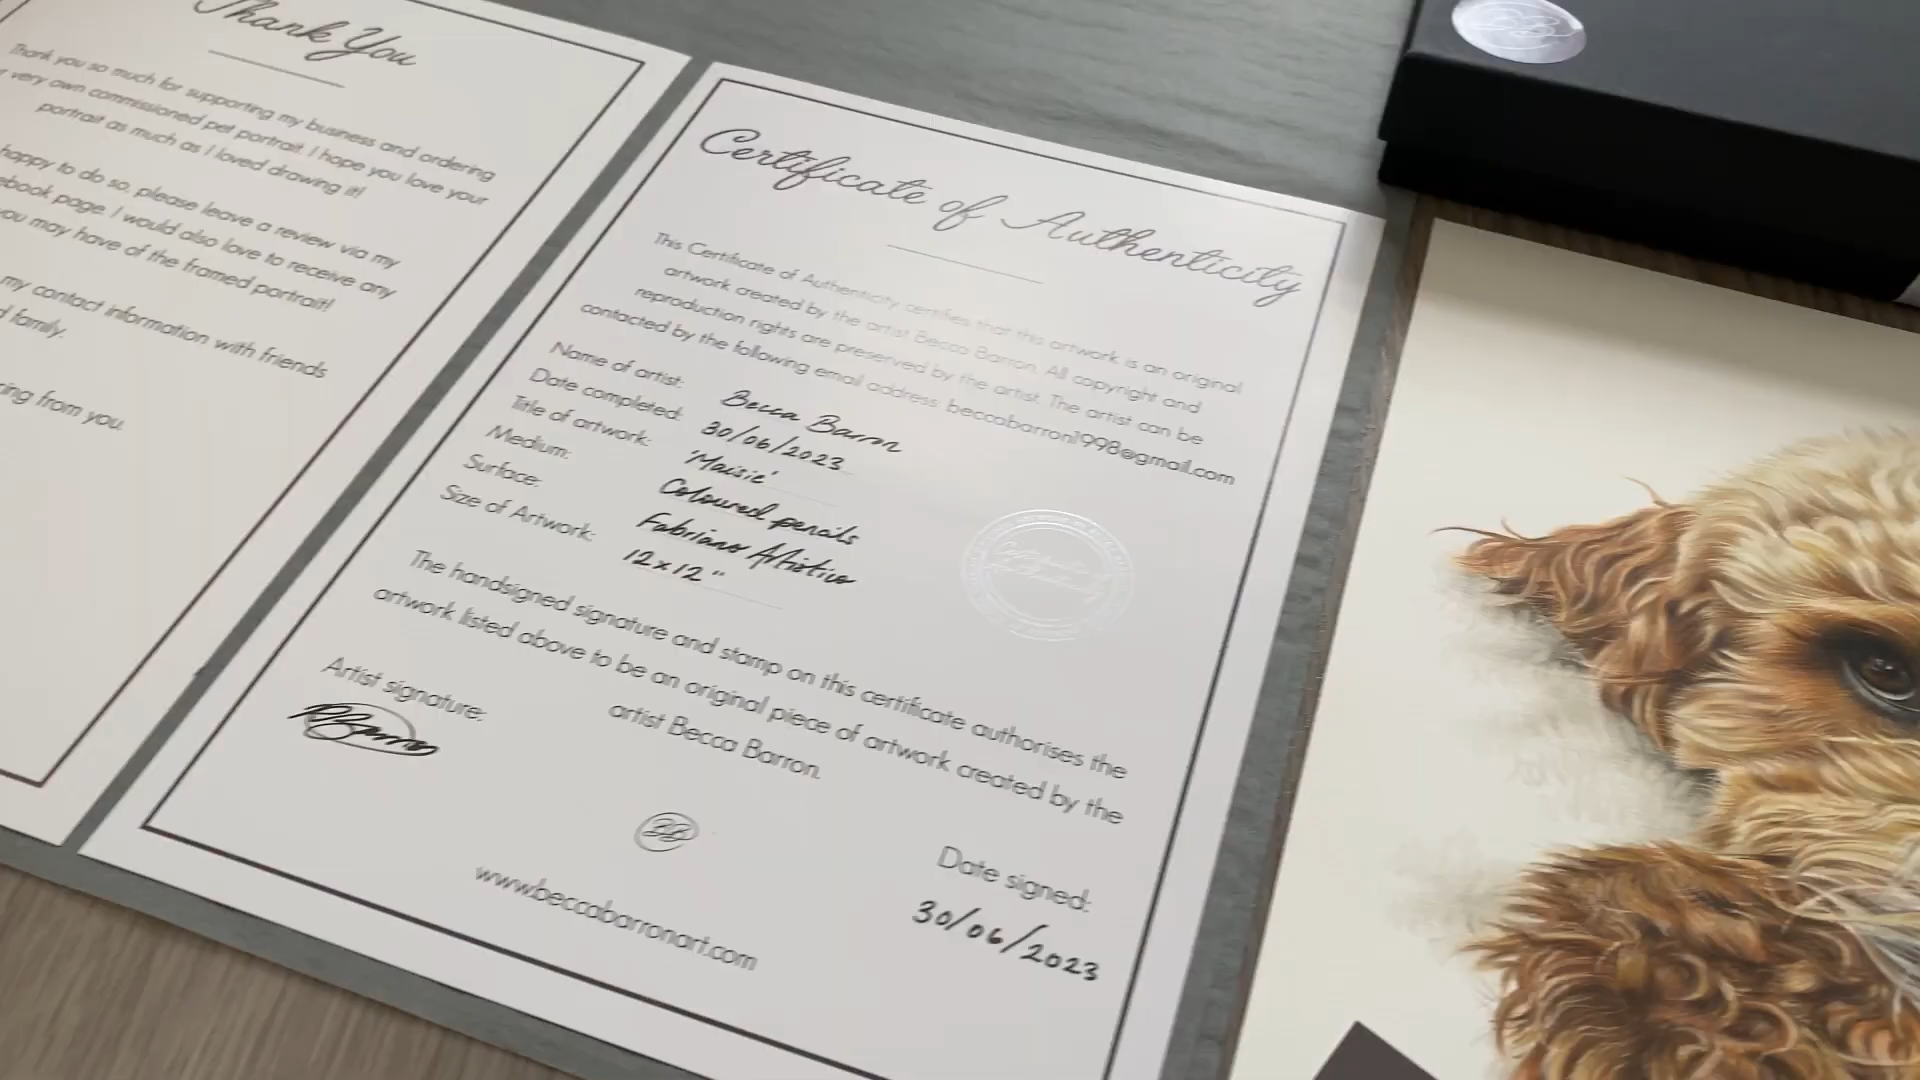 Thank You
Thank you so much for supporting my business and ordering
very own commissioned pet portrait. I hope you love your
portrait as much as I loved drawing it!
happy to do so, please leave a review via my
page. I would also love to receive any
you may have of the framed portrait!
my contact information with friends
family.
from you.
Certificate of Authenticity
This Certificate of Authenticity certifies that this artwork is an original
artwork created by the artist Becca Barron. All copyright and
reproduction rights are preserved by the artist. The artist can be
contacted by the following email address: beccabarron1998@gmail.com
Name of artist: Becca Barron
Date completed: 30/06/2023
Title of artwork: 'Maisie'
Medium: Coloured pencils
Surface: Fabriano Artistico
Size of Artwork: 12x12"
The handsigned signature and stamp on this certificate authorises the
artwork listed above to be an original piece of artwork created by the
artist Becca Barron.
Artist signature:
BBarron
Date signed:
30/06/2023
www.beccabarronart.com